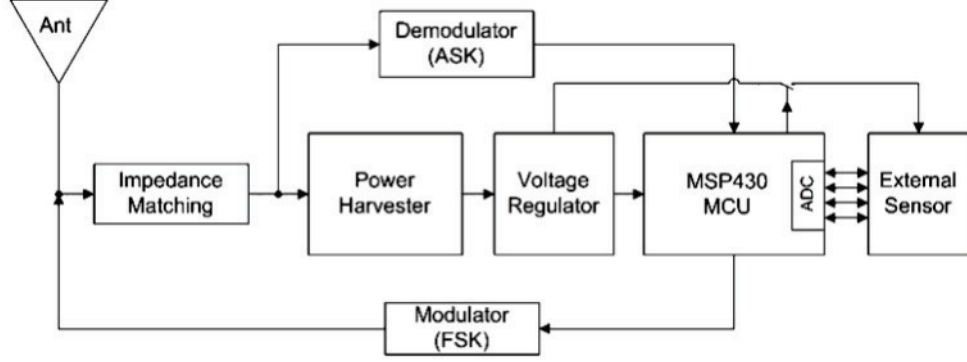 Ant
Demodulator
(ASK)
Impedance
Matching
Power
Harvester
Voltage
Regulator
MSP430
MCU
ADC
External
Sensor
Modulator
(FSK)